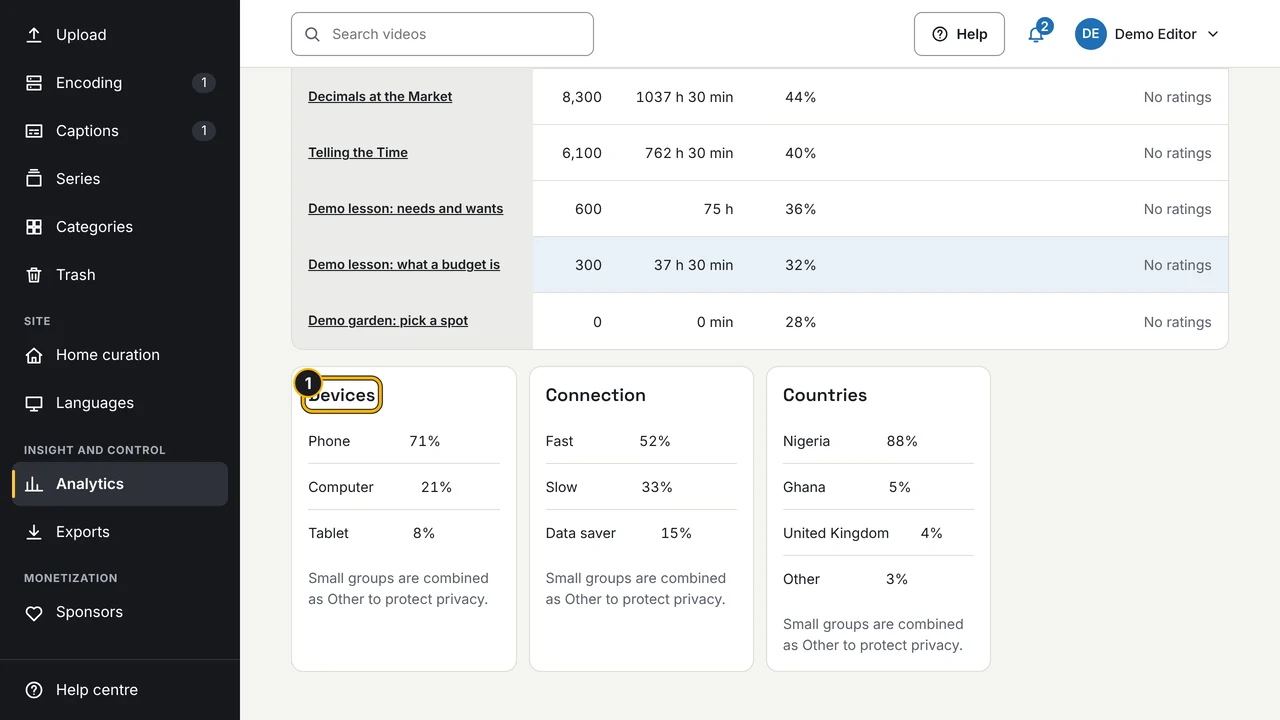 Upload
Encoding 1
Captions 1
Series
Categories
Trash
SITE
Home curation
Languages
INSIGHT AND CONTROL
Analytics
Exports
MONETIZATION
Sponsors
Help centre
Search videos
Help
2
DE Demo Editor
Decimals at the Market 8,300 1037 h 30 min 44% No ratings
Telling the Time 6,100 762 h 30 min 40% No ratings
Demo lesson: needs and wants 600 75 h 36% No ratings
Demo lesson: what a budget is 300 37 h 30 min 32% No ratings
Demo garden: pick a spot 0 0 min 28% No ratings
1
Devices
Phone 71%
Computer 21%
Tablet 8%
Small groups are combined
as Other to protect privacy.
Connection
Fast 52%
Slow 33%
Data saver 15%
Small groups are combined
as Other to protect privacy.
Countries
Nigeria 88%
Ghana 5%
United Kingdom 4%
Other 3%
Small groups are combined
as Other to protect privacy.